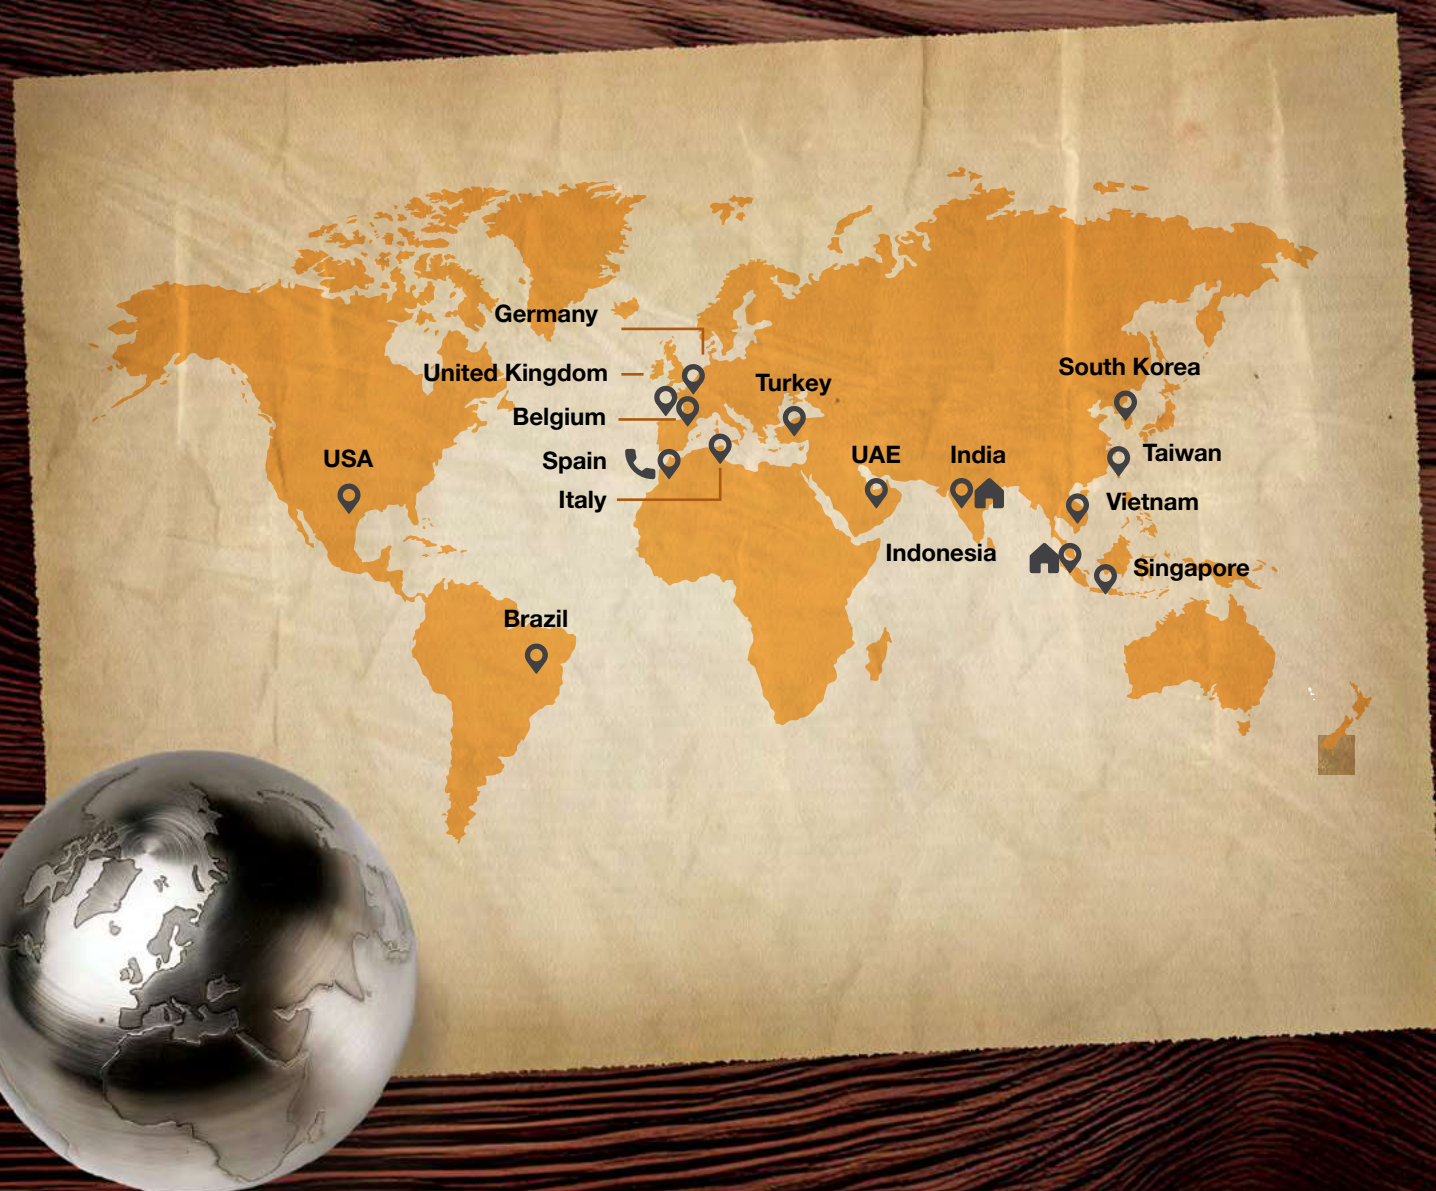 Germany
United Kingdom
Turkey
South Korea
Belgium
USA
Spain
UAE
India
Taiwan
Italy
Vietnam
Indonesia
Singapore
Brazil